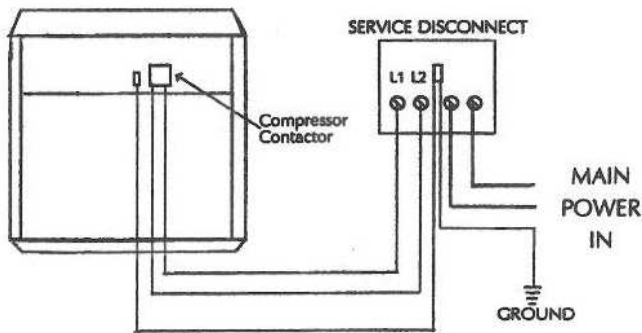 SERVICE DISCONNECT
L1 L2
Compressor
Contactor
MAIN
POWER
IN
GROUND